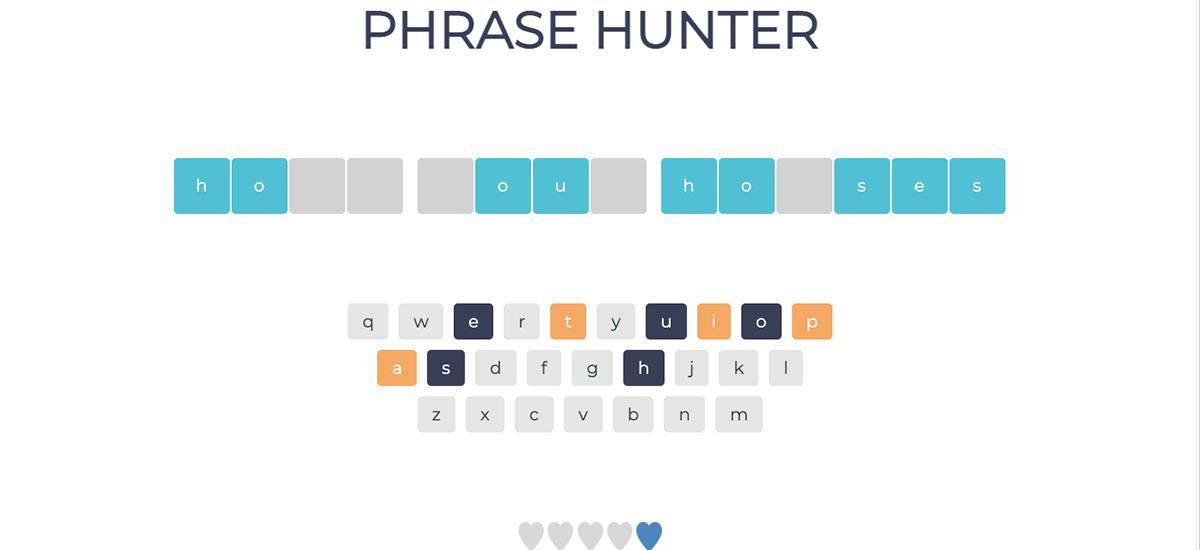 PHRASE HUNTER
h o o u h o s e s
q w e r t y u i o p
a s d f g h j k l
z x c v b n m